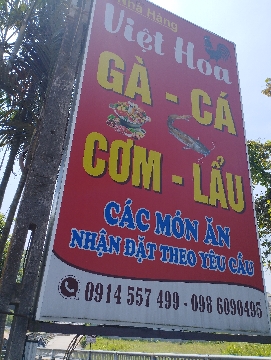 Nhà Hàng
Việt Hoa
GÀ - CÁ
CƠM - LẨU
CÁC MÓN ĂN
NHẬN ĐẶT THEO YÊU CẦU
0914 557 499 - 098 6090495